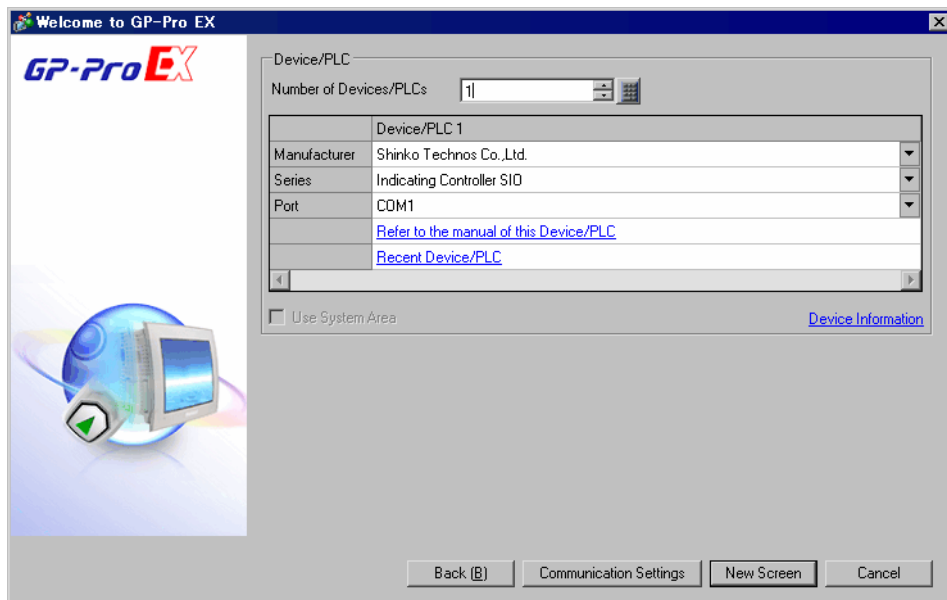 Welcome to GP-Pro EX
GP-Pro EX
Device/PLC
Number of Devices/PLCs 1
Device/PLC 1
Manufacturer Shinko Technos Co.,Ltd.
Series Indicating Controller SIO
Port COM1
Refer to the manual of this Device/PLC
Recent Device/PLC
Use System Area Device Information
Back (B) Communication Settings New Screen Cancel